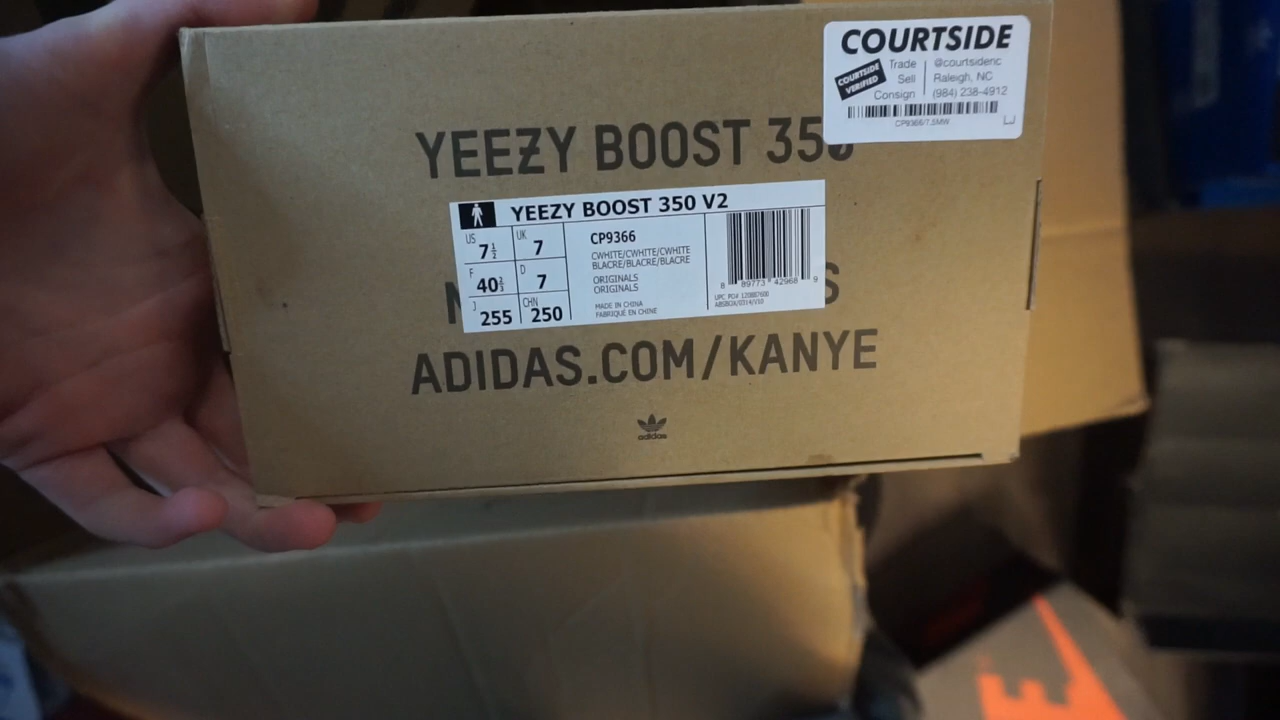 COURTSIDE
COURTSIDE VERIFIED
Trade
Sell
Consign
@courtsidenc
Raleigh, NC
(984) 238-4912
CP9366/7.5MW
YEEZY BOOST 350
YEEZY BOOST 350 V2
US 7½
UK 7
F 40⅔
D 7
J 255
CHN 250
CP9366
CWHITE/CWHITE/CWHITE
BLACRE/BLACRE/BLACRE
ORIGINALS
ORIGINALS
MADE IN CHINA
FABRIQUÉ EN CHINE
8 89773 42968 9
ADIDAS.COM/KANYE
adidas